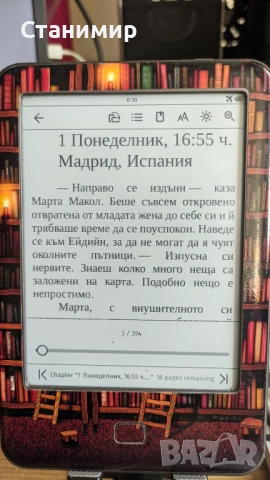 Станимир
6:10
1 Понеделник, 16:55 ч.
Мадрид, Испания
— Направо се издъни — каза
Марта Макол. Беше съвсем откровено
отвратена от младата жена до себе си и й
трябваше време да се поуспокои. Наведе
се към Ейдийн, за да не могат да я чуят
околните пътници. — Изпусна си
нервите. Знаеш колко много неща са
заложени на карта. Подобно нещо е
непростимо.
Марта, с внушителното си
3 / 394
Chapter "1 Понеделник, 16:55 ч...." 18 pages remaining
BAZAR
bg